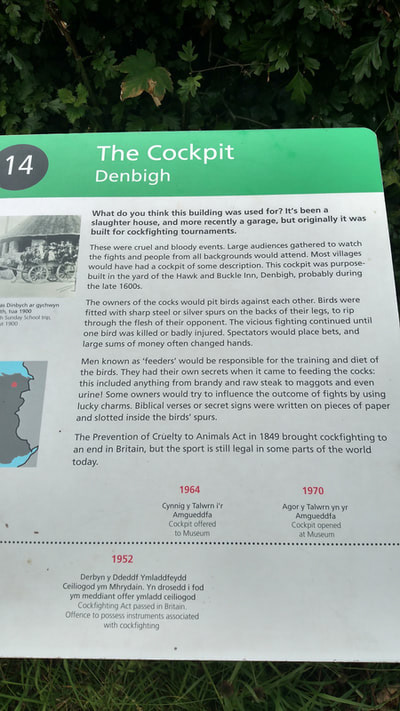 14
The Cockpit
Denbigh
What do you think this building was used for? It's been a
slaughter house, and more recently a garage, but originally it was
built for cockfighting tournaments.
These were cruel and bloody events. Large audiences gathered to watch
the fights and people from all backgrounds would attend. Most villages
would have had a cockpit of some description. This cockpit was purpose-
built in the yard of the Hawk and Buckle Inn, Denbigh, probably during
the late 1600s.
The owners of the cocks would pit birds against each other. Birds were
fitted with sharp steel or silver spurs on the backs of their legs, to rip
through the flesh of their opponent. The vicious fighting continued until
one bird was killed or badly injured. Spectators would place bets, and
large sums of money often changed hands.
Men known as 'feeders' would be responsible for the training and diet of
the birds. They had their own secrets when it came to feeding the cocks:
this included anything from brandy and raw steak to maggots and even
urine! Some owners would try to influence the outcome of fights by using
lucky charms. Biblical verses or secret signs were written on pieces of paper
and slotted inside the birds' spurs.
The Prevention of Cruelty to Animals Act in 1849 brought cockfighting to
an end in Britain, but the sport is still legal in some parts of the world
today.
Dinbych ar gychwyn
tua 1900
Sunday School trip,
1900
1964
Cynnig y Talwrn i'r
Amgueddfa
Cockpit offered
to Museum
1970
Agor y Talwrn yn yr
Amgueddfa
Cockpit opened
at Museum
1952
Derbyn y Ddeddf Ymladdfeydd
Ceiliogod ym Mhrydain. Yn drosedd i fod
ym meddiant offer ymladd ceiliogod
Cockfighting Act passed in Britain.
Offence to possess instruments associated
with cockfighting